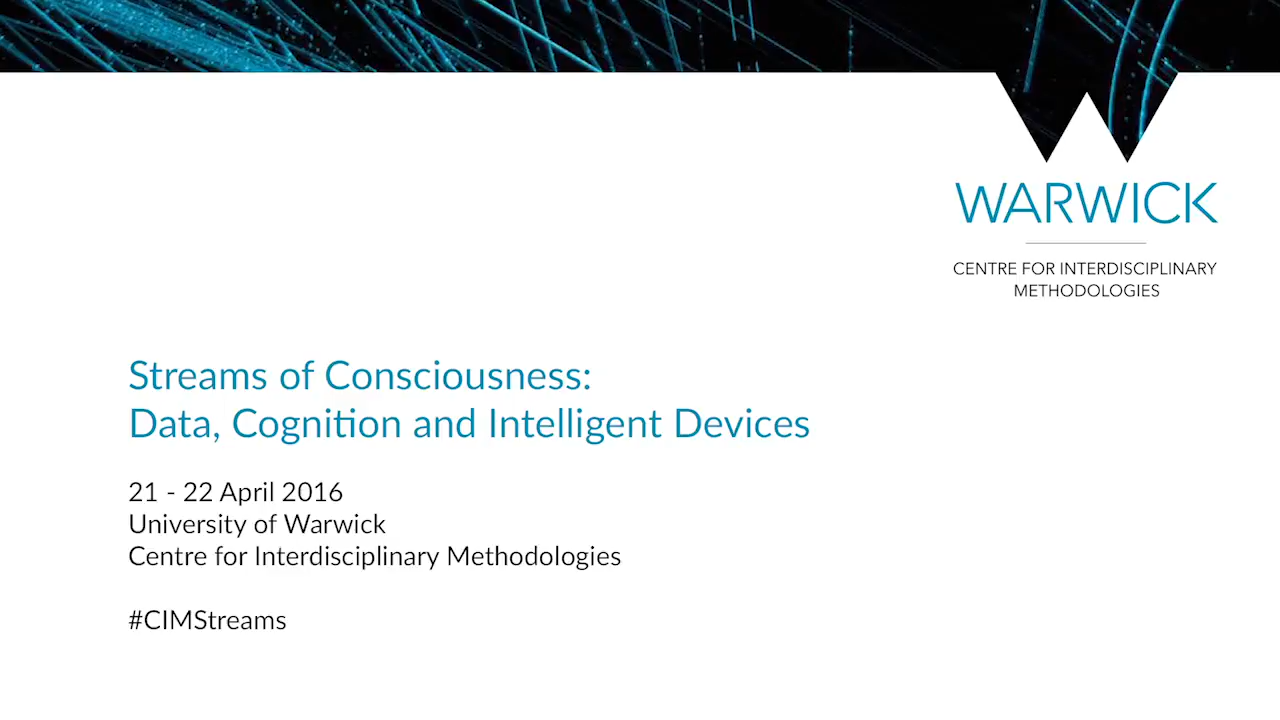 WARWICK
CENTRE FOR INTERDISCIPLINARY
METHODOLOGIES
Streams of Consciousness:
Data, Cognition and Intelligent Devices
21 - 22 April 2016
University of Warwick
Centre for Interdisciplinary Methodologies
#CIMStreams